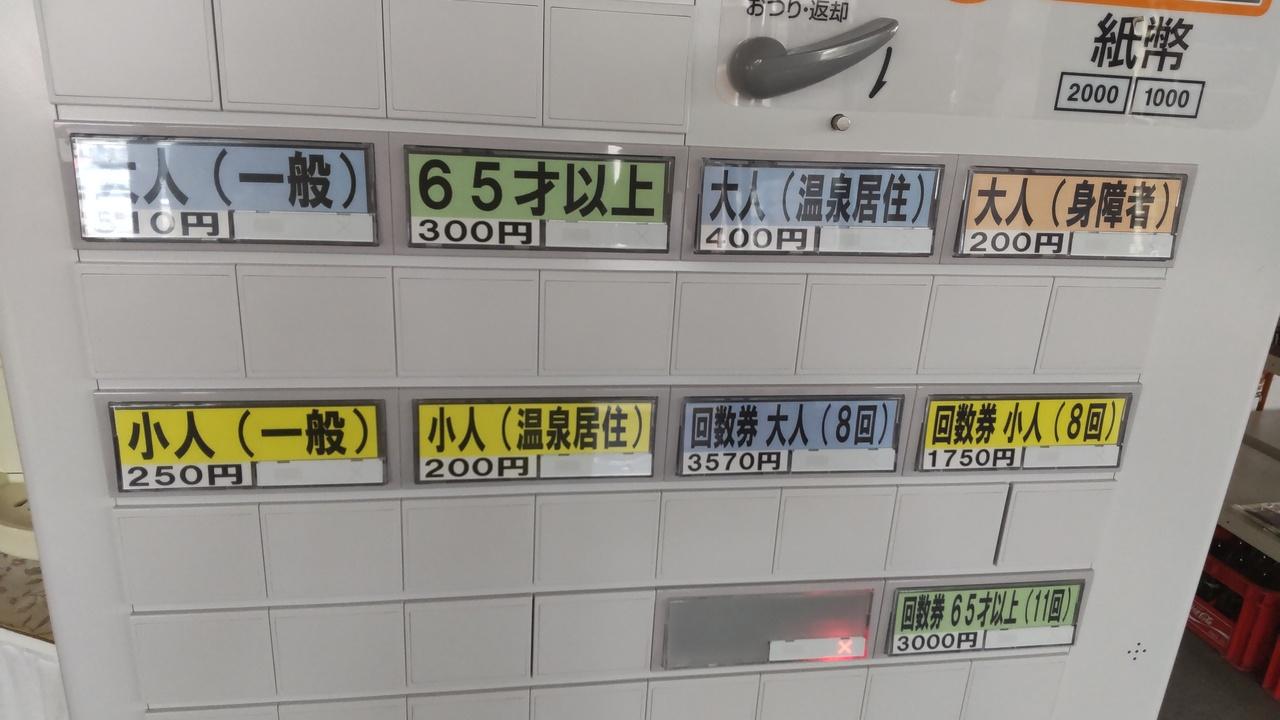 おつり・返却
紙幣
2000 1000
大人（一般）
510円
65才以上
300円
大人（温泉居住）
400円
大人（身障者）
200円
小人（一般）
250円
小人（温泉居住）
200円
回数券 大人（8回）
3570円
回数券 小人（8回）
1750円
×
回数券 65才以上（11回）
3000円